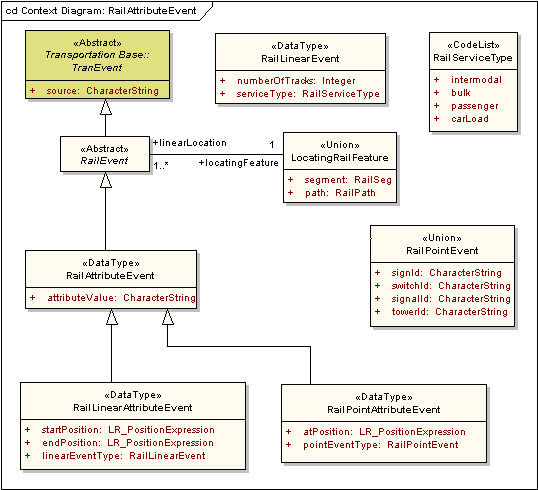 cd Context Diagram: RailAttributeEvent
«Abstract»
Transportation Base::
TranEvent
+ source: CharacterString
«DataType»
RailLinearEvent
+ numberOfTracks: Integer
+ serviceType: RailServiceType
«CodeList»
RailServiceType
+ intermodal
+ bulk
+ passenger
+ carLoad
«Abstract»
RailEvent
+linearLocation
1
1..*
+locatingFeature
«Union»
LocatingRailFeature
+ segment: RailSeg
+ path: RailPath
«DataType»
RailAttributeEvent
+ attributeValue: CharacterString
«Union»
RailPointEvent
+ signId: CharacterString
+ switchId: CharacterString
+ signalId: CharacterString
+ towerId: CharacterString
«DataType»
RailLinearAttributeEvent
+ startPosition: LR_PositionExpression
+ endPosition: LR_PositionExpression
+ linearEventType: RailLinearEvent
«DataType»
RailPointAttributeEvent
+ atPosition: LR_PositionExpression
+ pointEventType: RailPointEvent